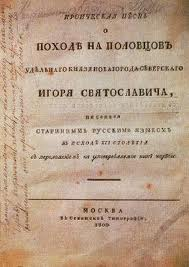 ИРОИЧЕСКАЯ ПѢСНЬ
О
ПОХОДѢ НА ПОЛОВЦОВЪ
УДѢЛЬНАГО КНЯЗЯ НОВАГОРОДА-СѢВЕРСКАГО
ИГОРЯ СВЯТОСЛАВИЧА,
ПИСАННАЯ
СТАРИННЫМЪ РУССКИМЪ ЯЗЫКОМЪ
ВЪ ИСХОДѢ XII СТОЛѢТІЯ
съ переложеніемъ на употребляемое нынѣ нарѣчіе.
МОСКВА
Въ Сенатской Типографіи,
1800.